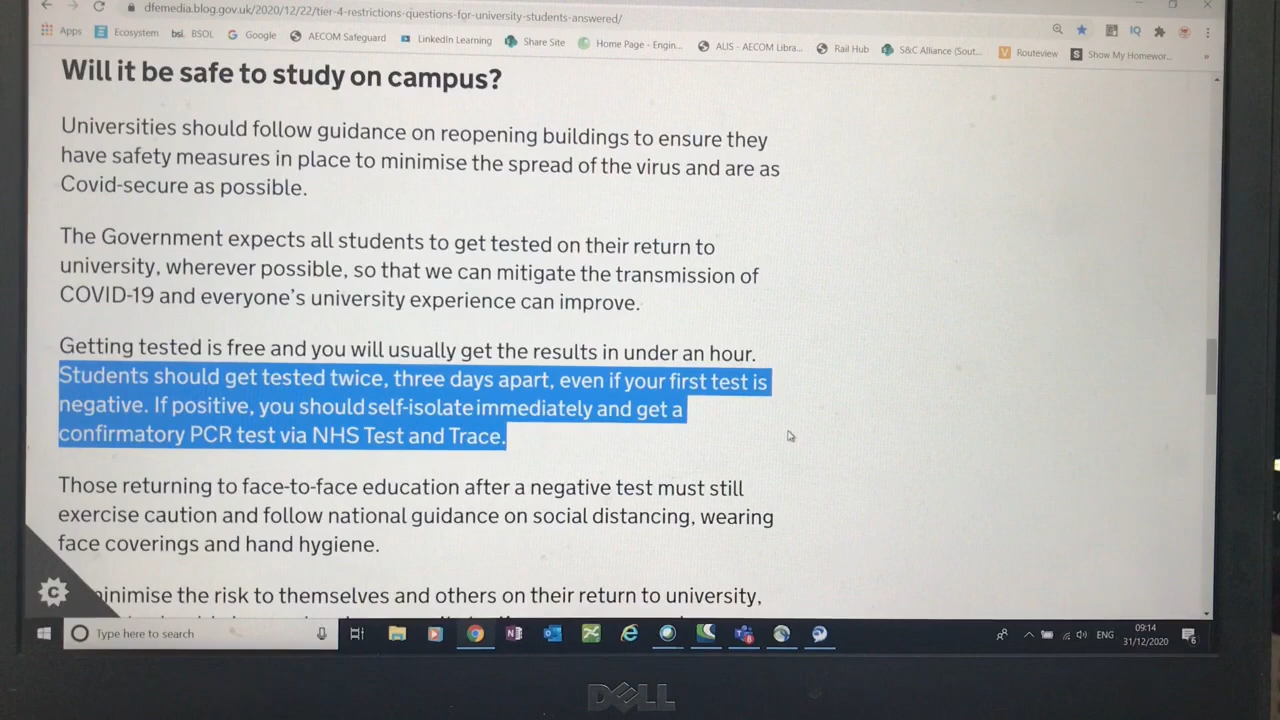 dfemedia.blog.gov.uk/2020/12/22/tier-4-restrictions-questions-for-university-students-answered/
Apps Ecosystem bsi. BSOL Google AECOM Safeguard LinkedIn Learning Share Site Home Page - Engin... ALIS - AECOM Libra... Rail Hub S&C Alliance (Sout... Routeview Show My Homewor... »
Will it be safe to study on campus?
Universities should follow guidance on reopening buildings to ensure they
have safety measures in place to minimise the spread of the virus and are as
Covid-secure as possible.
The Government expects all students to get tested on their return to
university, wherever possible, so that we can mitigate the transmission of
COVID-19 and everyone's university experience can improve.
Getting tested is free and you will usually get the results in under an hour.
Students should get tested twice, three days apart, even if your first test is
negative. If positive, you should self-isolate immediately and get a
confirmatory PCR test via NHS Test and Trace.
Those returning to face-to-face education after a negative test must still
exercise caution and follow national guidance on social distancing, wearing
face coverings and hand hygiene.
inimise the risk to themselves and others on their return to university,
Type here to search
ENG
09:14
31/12/2020
6
DELL